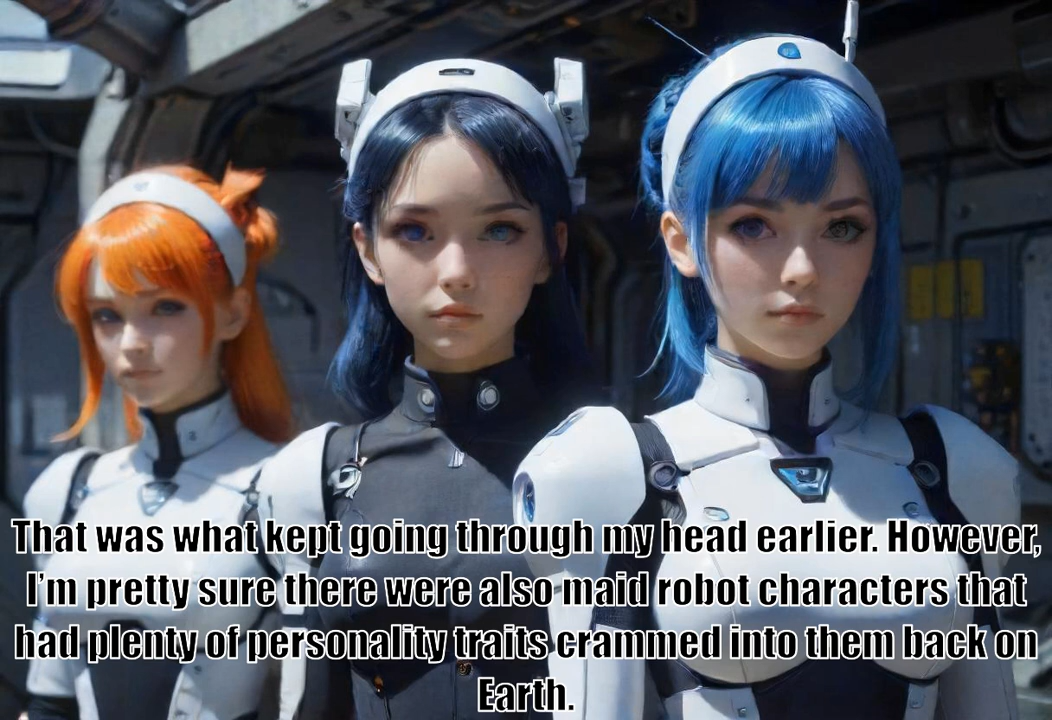 That was what kept going through my head earlier. However,
I'm pretty sure there were also maid robot characters that
had plenty of personality traits crammed into them back on
Earth.